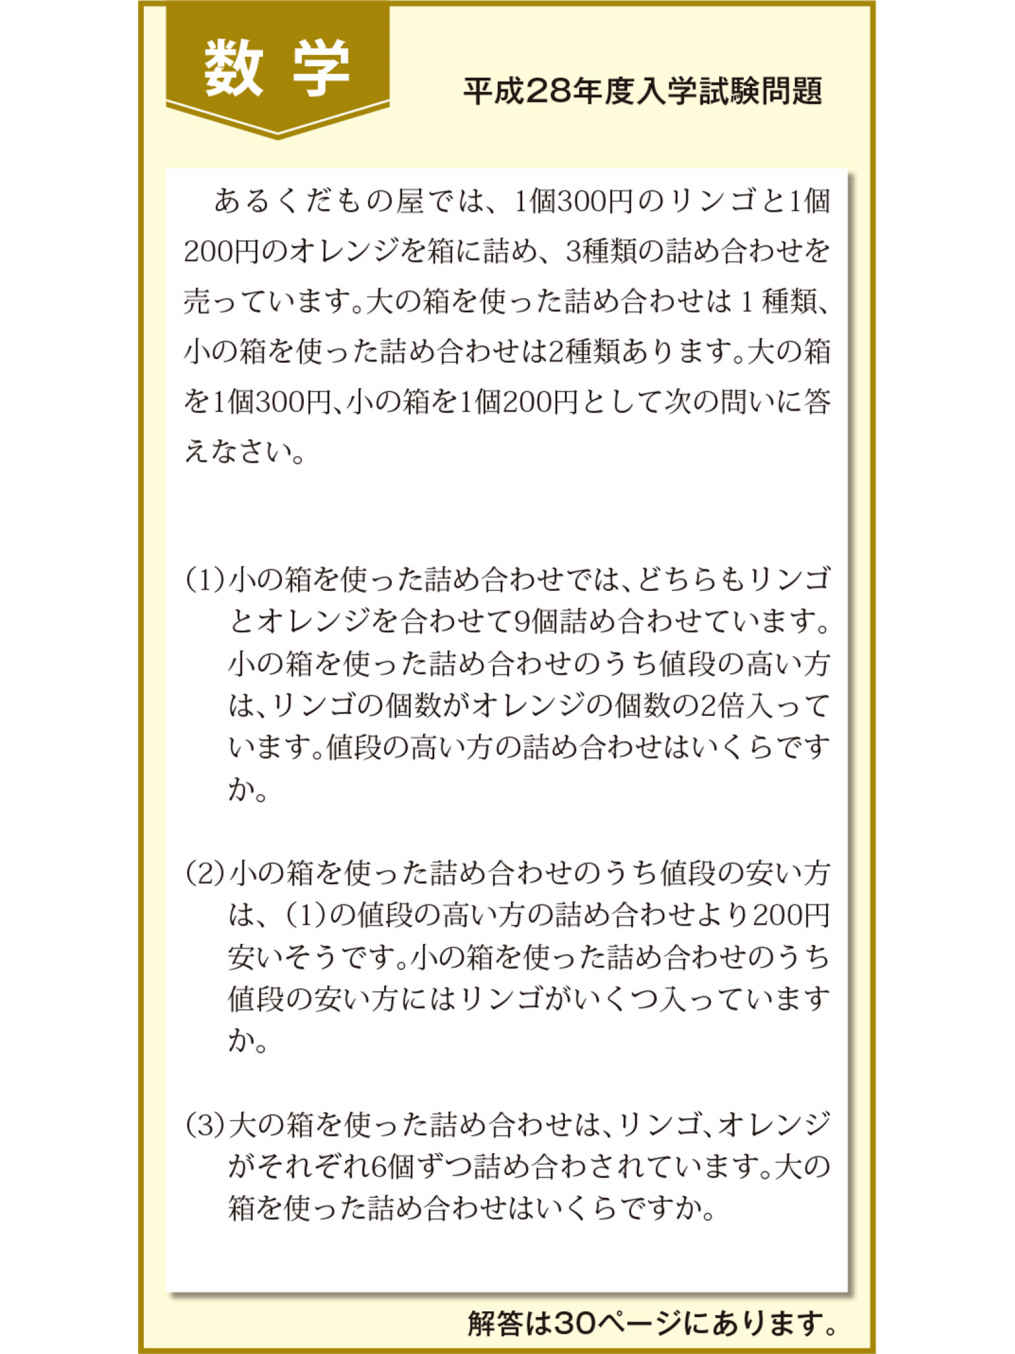 数学
平成28年度入学試験問題
あるくだもの屋では、1個300円のリンゴと1個
200円のオレンジを箱に詰め、3種類の詰め合わせを
売っています。大の箱を使った詰め合わせは1種類、
小の箱を使った詰め合わせは2種類あります。大の箱
を1個300円、小の箱を1個200円として次の問いに答
えなさい。
(1)小の箱を使った詰め合わせでは、どちらもリンゴ
とオレンジを合わせて9個詰め合わせています。
小の箱を使った詰め合わせのうち値段の高い方
は、リンゴの個数がオレンジの個数の2倍入って
います。値段の高い方の詰め合わせはいくらです
か。
(2)小の箱を使った詰め合わせのうち値段の安い方
は、(1)の値段の高い方の詰め合わせより200円
安いそうです。小の箱を使った詰め合わせのうち
値段の安い方にはリンゴがいくつ入っています
か。
(3)大の箱を使った詰め合わせは、リンゴ、オレンジ
がそれぞれ6個ずつ詰め合わされています。大の
箱を使った詰め合わせはいくらですか。
解答は30ページにあります。